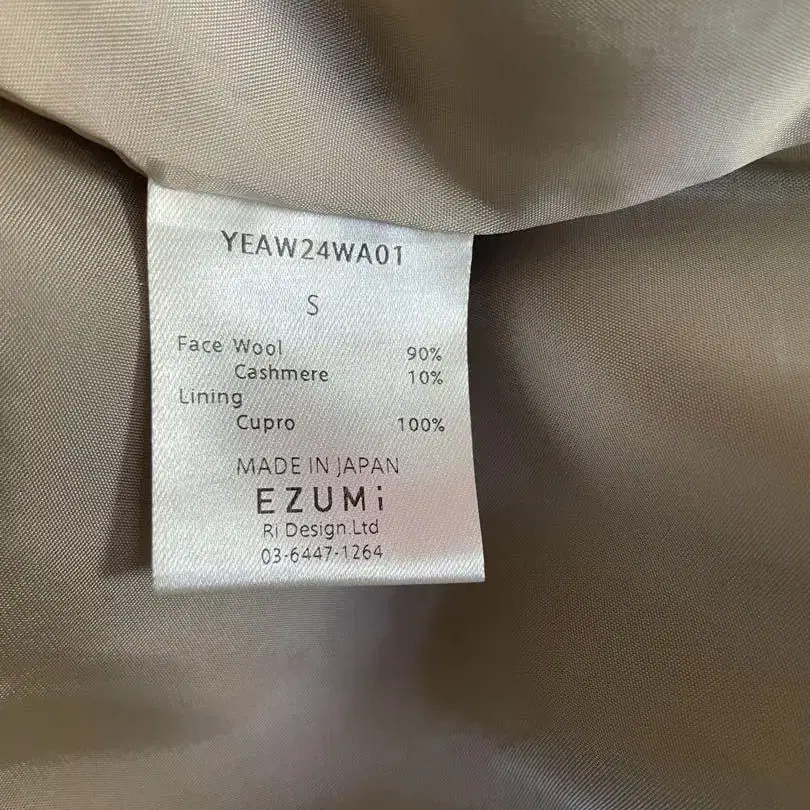 YEAW24WA01
S
Face Wool 90%
Cashmere 10%
Lining
Cupro 100%
MADE IN JAPAN
EZUMi
Ri Design.Ltd
03-6447-1264